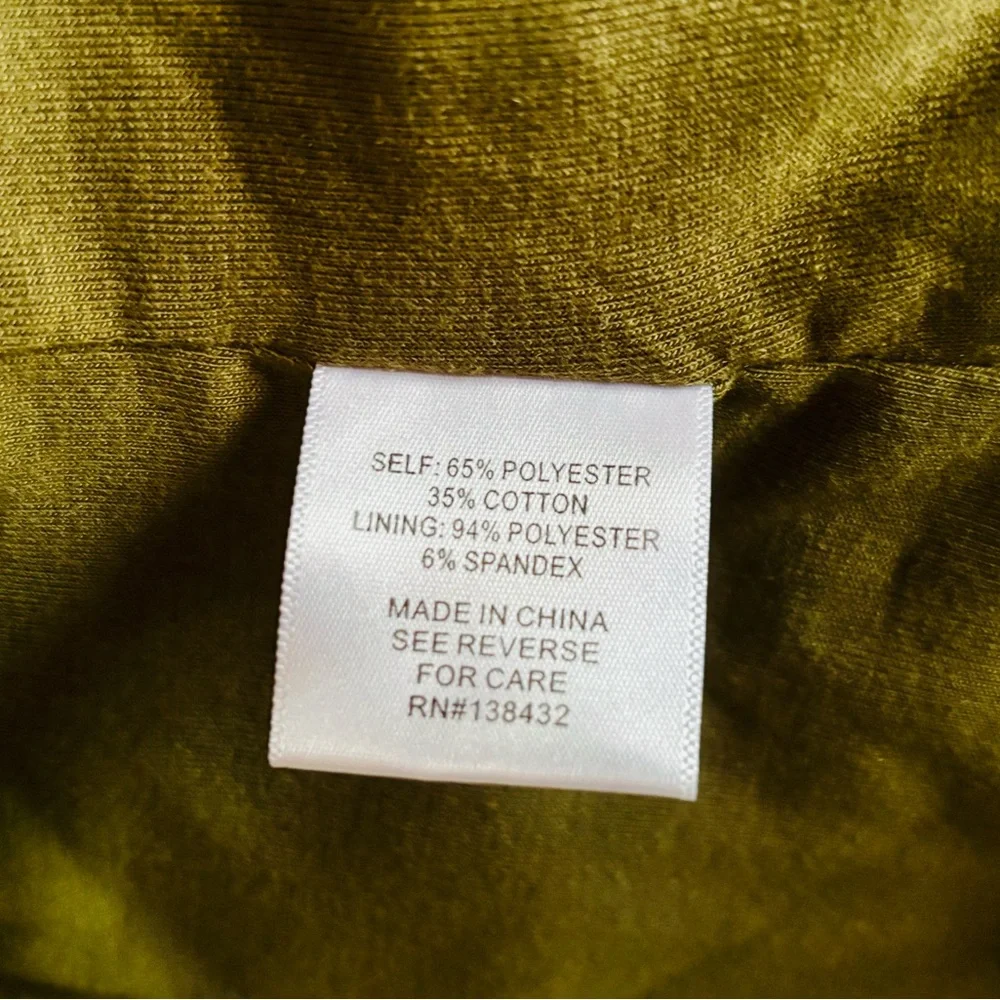 SELF: 65% POLYESTER
35% COTTON
LINING: 94% POLYESTER
6% SPANDEX
MADE IN CHINA
SEE REVERSE
FOR CARE
RN#138432